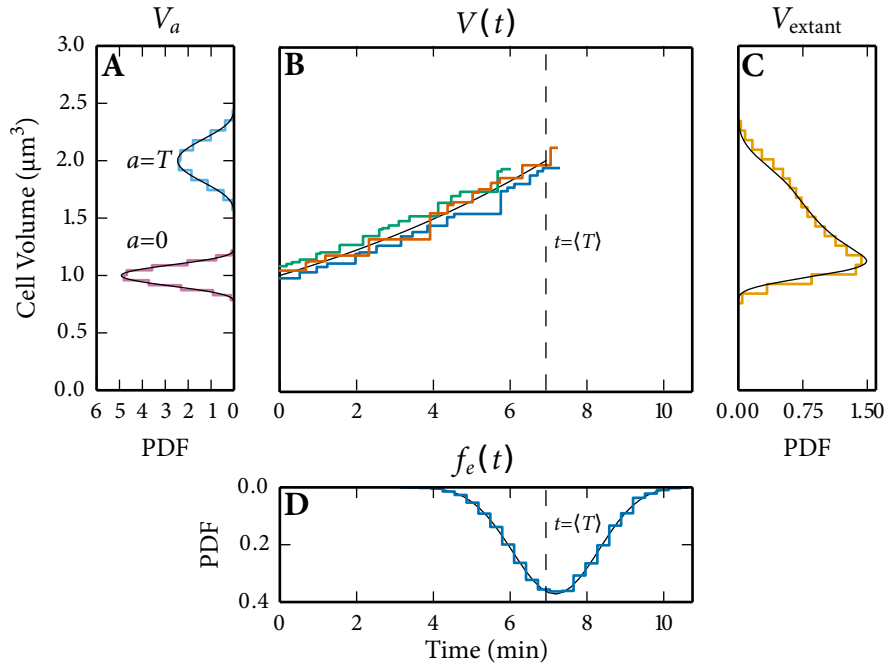 V_a
V(t)
V_extant
A
B
C
3.0
2.5
2.0
1.5
1.0
0.5
0.0
Cell Volume (μm³)
a=T
a=0
t=⟨T⟩
6 5 4 3 2 1 0
PDF
0 2 4 6 8 10
0.00 0.75 1.50
PDF
f_e(t)
D
0.0
0.2
0.4
PDF
t=⟨T⟩
0 2 4 6 8 10
Time (min)